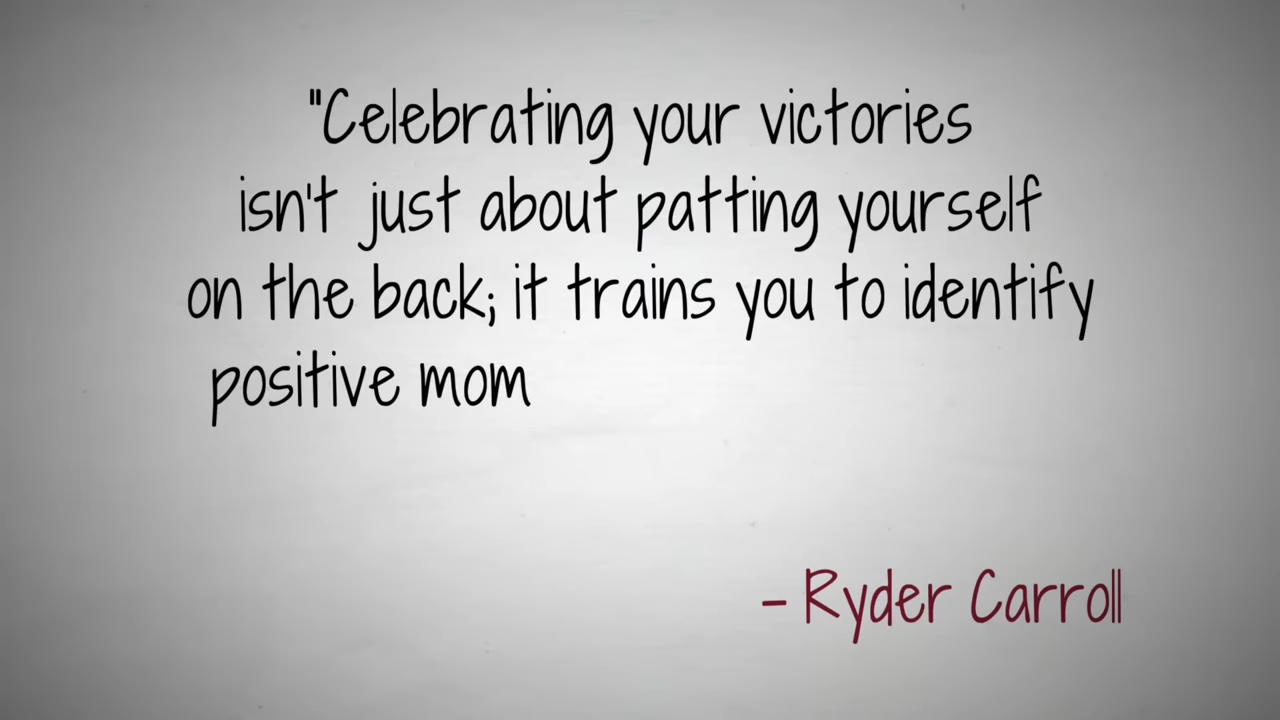 "Celebrating your victories
isn't just about patting yourself
on the back; it trains you to identify
positive mom
- Ryder Carroll